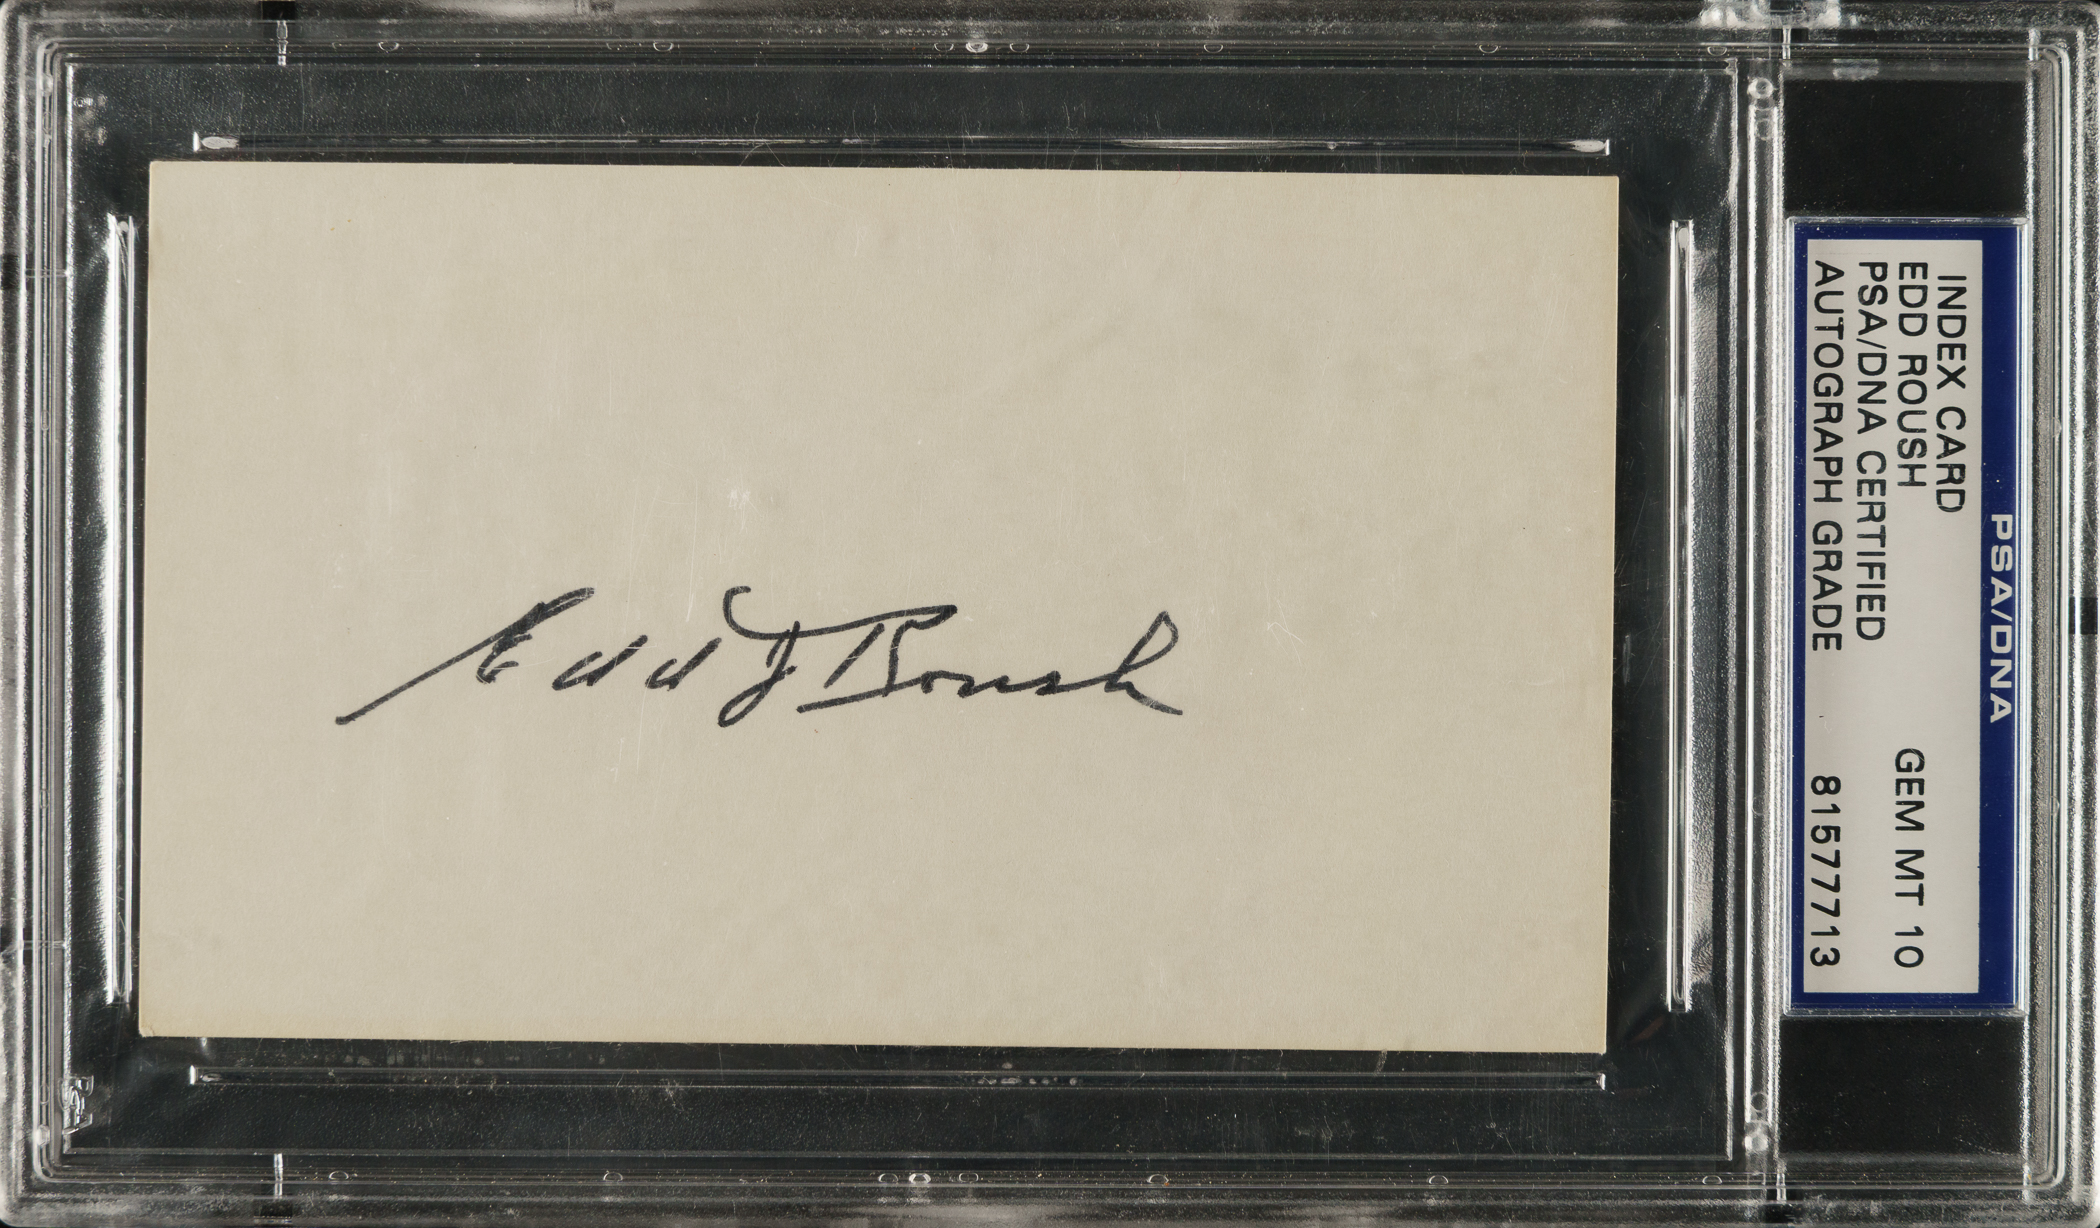 Edd J Roush
PSA/DNA
INDEX CARD
EDD ROUSH GEM MT 10
PSA/DNA CERTIFIED
AUTOGRAPH GRADE 81577713